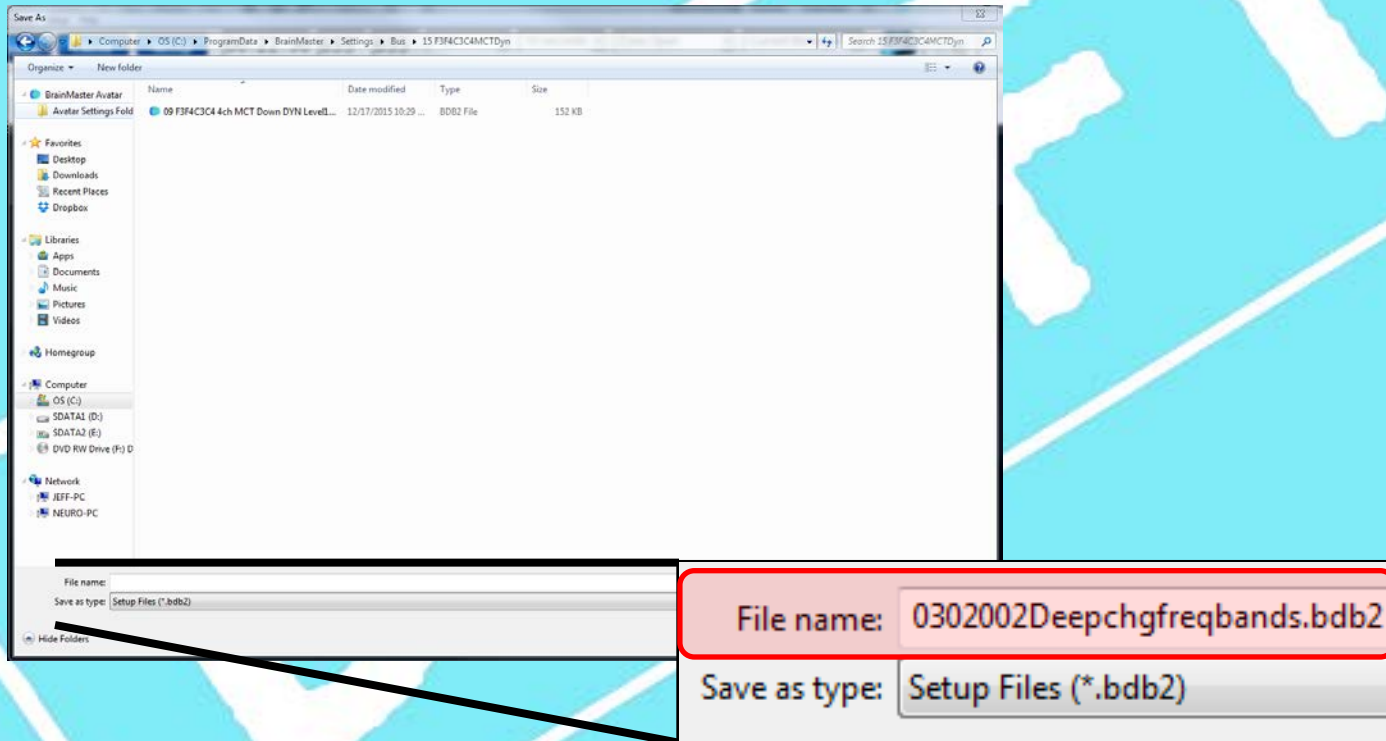 Save As
Computer ▸ OS (C:) ▸ ProgramData ▸ BrainMaster ▸ Settings ▸ Bus ▸ 15 F3F4C3C4MCTDyn
Search 15 F3F4C3C4MCTDyn
Organize New folder
Name Date modified Type Size
09 F3F4C3C4 4ch MCT Down DYN Level1... 12/17/2015 10:29 ... BDB2 File 152 KB
BrainMaster Avatar
Avatar Settings Fold
Favorites
Desktop
Downloads
Recent Places
Dropbox
Libraries
Apps
Documents
Music
Pictures
Videos
Homegroup
Computer
OS (C:)
SDATA1 (D:)
SDATA2 (E:)
DVD RW Drive (F:) D
Network
JEFF-PC
NEURO-PC
File name:
Save as type: Setup Files (*.bdb2)
Hide Folders
File name: 0302002Deepchgfreqbands.bdb2
Save as type: Setup Files (*.bdb2)